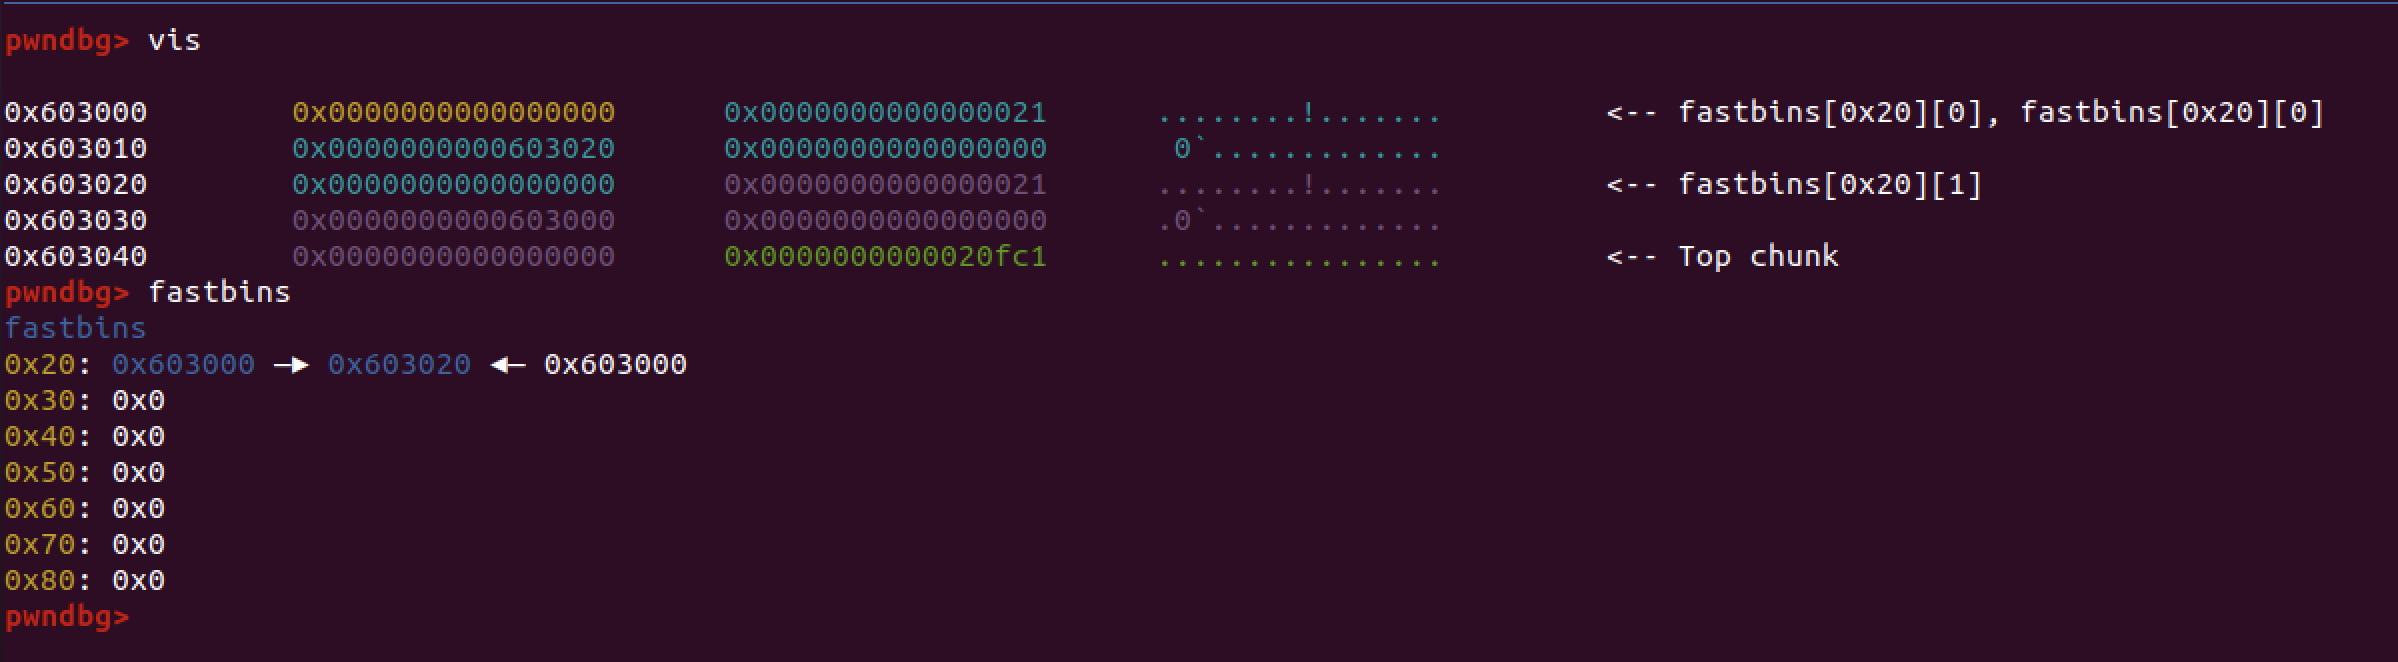 pwndbg> vis
0x603000 0x0000000000000000 0x0000000000000021 ........!....... <-- fastbins[0x20][0], fastbins[0x20][0]
0x603010 0x0000000000603020 0x0000000000000000  0`.............
0x603020 0x0000000000000000 0x0000000000000021 ........!....... <-- fastbins[0x20][1]
0x603030 0x0000000000603000 0x0000000000000000 .0`.............
0x603040 0x0000000000000000 0x0000000000020fc1 ................ <-- Top chunk
pwndbg> fastbins
fastbins
0x20: 0x603000 —▸ 0x603020 ◂— 0x603000
0x30: 0x0
0x40: 0x0
0x50: 0x0
0x60: 0x0
0x70: 0x0
0x80: 0x0
pwndbg>